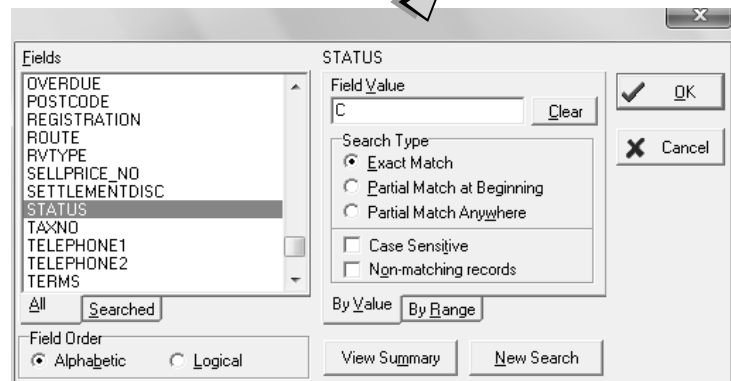 x
Fields
OVERDUE
POSTCODE
REGISTRATION
ROUTE
RVTYPE
SELLPRICE_NO
SETTLEMENTDISC
STATUS
TAXNO
TELEPHONE1
TELEPHONE2
TERMS
All Searched
Field Order
Alphabetic Logical
STATUS
Field Value
C Clear
Search Type
Exact Match
Partial Match at Beginning
Partial Match Anywhere
Case Sensitive
Non-matching records
By Value By Range
View Summary New Search
OK
Cancel